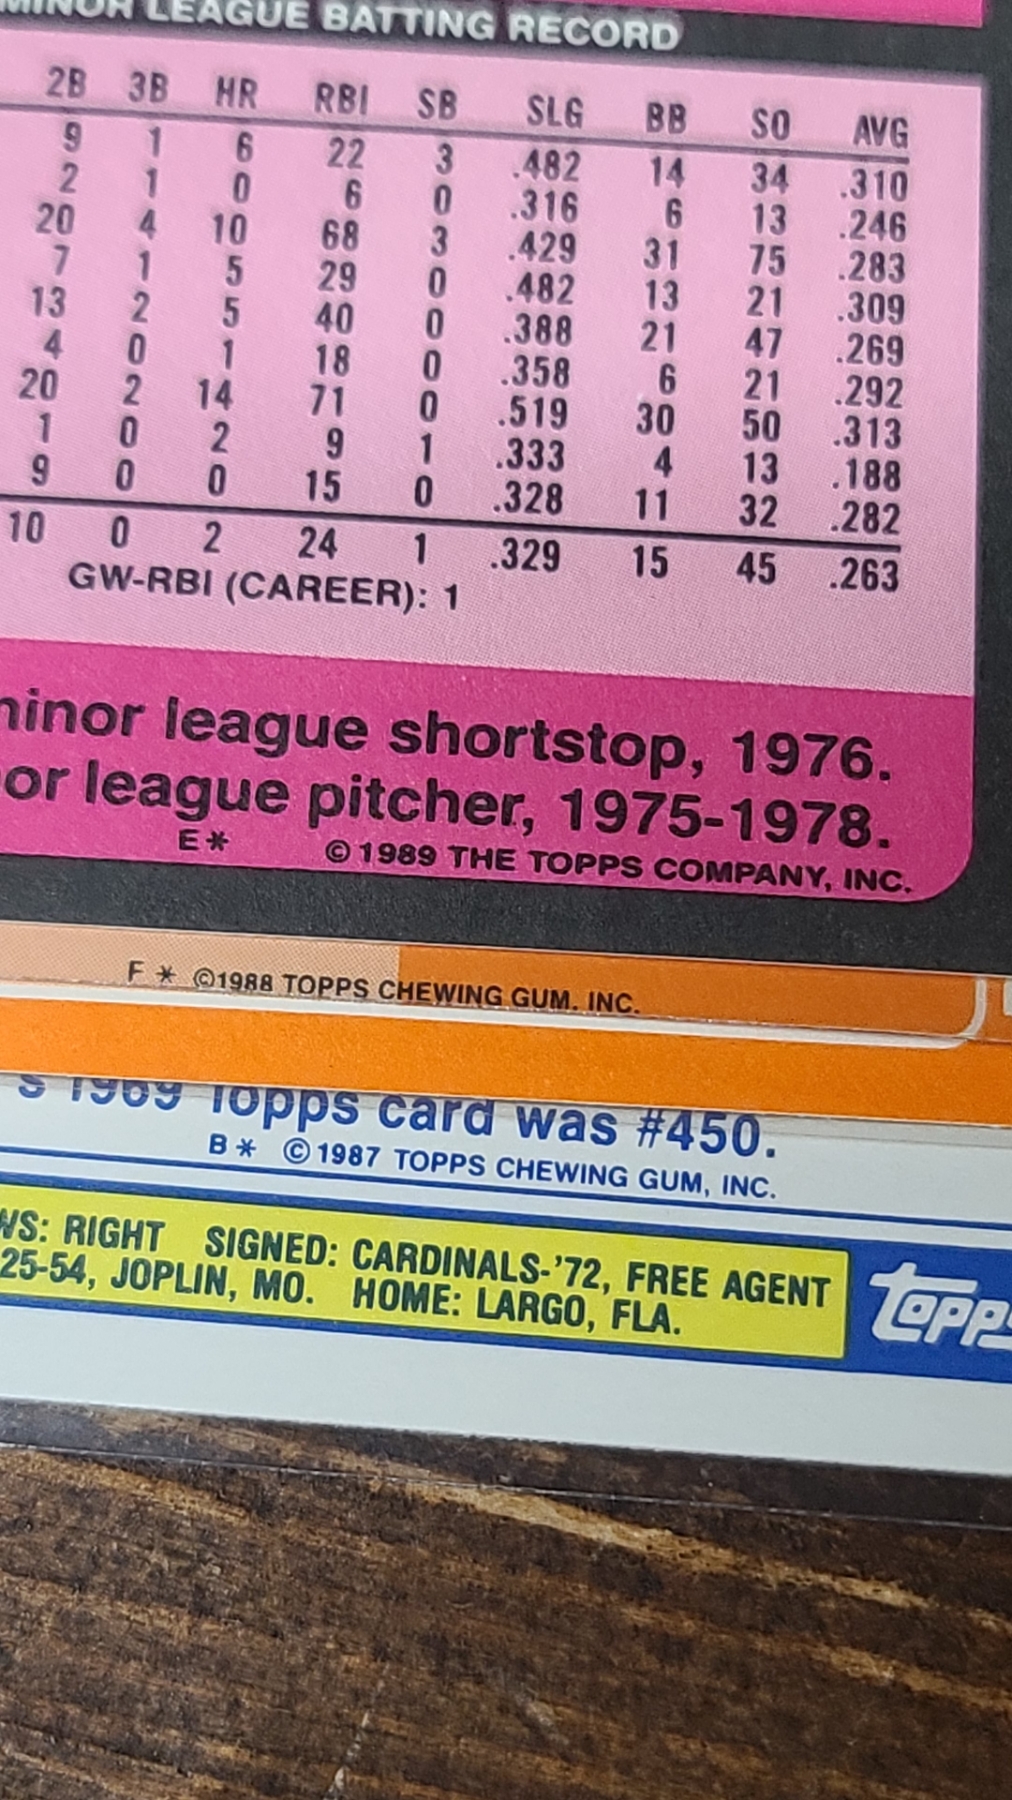 MINOR LEAGUE BATTING RECORD
2B 3B HR RBI SB SLG BB SO AVG
9 1 6 22 3 .482 14 34 .310
2 1 0 6 0 .316 6 13 .246
20 4 10 68 3 .429 31 75 .283
7 1 5 29 0 .482 13 21 .309
13 2 5 40 0 .388 21 47 .269
4 0 1 18 0 .358 6 21 .292
20 2 14 71 0 .519 30 50 .313
1 0 2 9 1 .333 4 13 .188
9 0 0 15 0 .328 11 32 .282
10 0 2 24 1 .329 15 45 .263
GW-RBI (CAREER): 1
minor league shortstop, 1976.
or league pitcher, 1975-1978.
E* © 1989 THE TOPPS COMPANY, INC.
F * ©1988 TOPPS CHEWING GUM. INC.
s 1969 Topps card was #450.
B* © 1987 TOPPS CHEWING GUM, INC.
WS: RIGHT SIGNED: CARDINALS-'72, FREE AGENT
25-54, JOPLIN, MO. HOME: LARGO, FLA.
topps